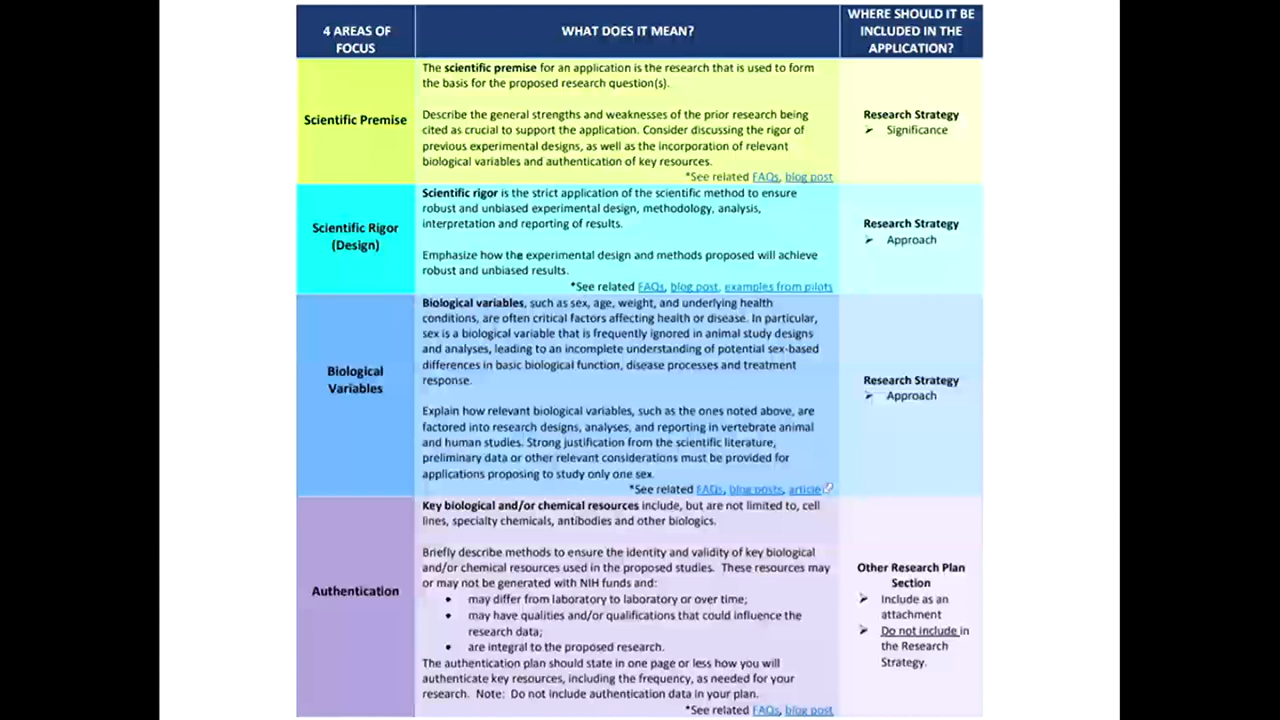 4 AREAS OF
FOCUS
WHAT DOES IT MEAN?
WHERE SHOULD IT BE
INCLUDED IN THE
APPLICATION?
Scientific Premise
The scientific premise for an application is the research that is used to form
the basis for the proposed research question(s).
Describe the general strengths and weaknesses of the prior research being
cited as crucial to support the application. Consider discussing the rigor of
previous experimental designs, as well as the incorporation of relevant
biological variables and authentication of key resources.
*See related FAQs, blog post
Research Strategy
➢ Significance
Scientific Rigor
(Design)
Scientific rigor is the strict application of the scientific method to ensure
robust and unbiased experimental design, methodology, analysis,
interpretation and reporting of results.
Emphasize how the experimental design and methods proposed will achieve
robust and unbiased results.
*See related FAQs, blog post, examples from pilots
Research Strategy
➢ Approach
Biological
Variables
Biological variables, such as sex, age, weight, and underlying health
conditions, are often critical factors affecting health or disease. In particular,
sex is a biological variable that is frequently ignored in animal study designs
and analyses, leading to an incomplete understanding of potential sex-based
differences in basic biological function, disease processes and treatment
response.
Explain how relevant biological variables, such as the ones noted above, are
factored into research designs, analyses, and reporting in vertebrate animal
and human studies. Strong justification from the scientific literature,
preliminary data or other relevant considerations must be provided for
applications proposing to study only one sex.
*See related FAQs, blog posts, article
Research Strategy
➢ Approach
Authentication
Key biological and/or chemical resources include, but are not limited to, cell
lines, specialty chemicals, antibodies and other biologics.
Briefly describe methods to ensure the identity and validity of key biological
and/or chemical resources used in the proposed studies. These resources may
or may not be generated with NIH funds and:
• may differ from laboratory to laboratory or over time;
• may have qualities and/or qualifications that could influence the
research data;
• are integral to the proposed research.
The authentication plan should state in one page or less how you will
authenticate key resources, including the frequency, as needed for your
research. Note: Do not include authentication data in your plan.
*See related FAQs, blog post
Other Research Plan
Section
➢ Include as an
attachment
➢ Do not include in
the Research
Strategy.